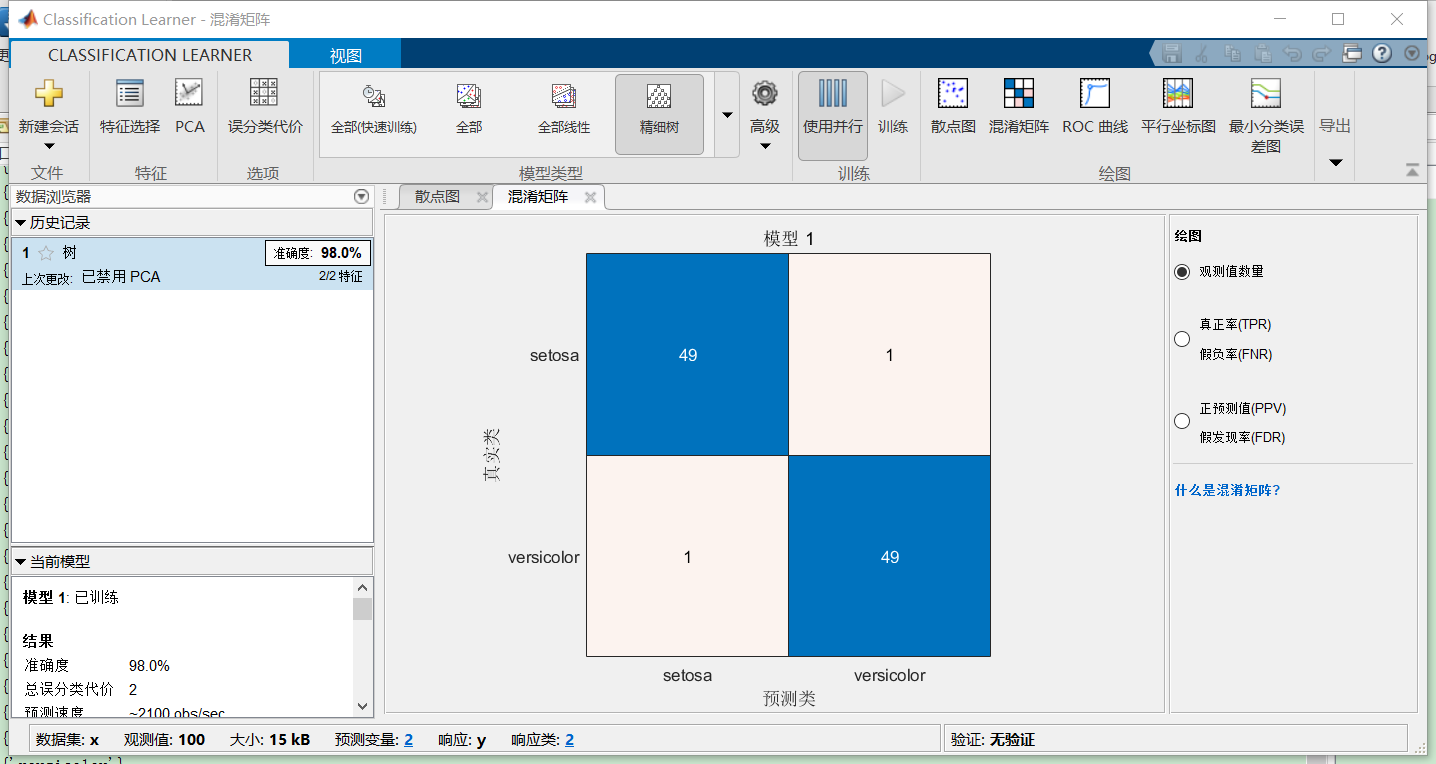 Classification Learner - 混淆矩阵
CLASSIFICATION LEARNER
视图
新建会话
特征选择
PCA
误分类代价
全部(快速训练)
全部
全部线性
精细树
高级
使用并行
训练
散点图
混淆矩阵
ROC 曲线
平行坐标图
最小分类误
差图
导出
文件
特征
选项
模型类型
训练
绘图
数据浏览器
历史记录
1 树
准确度: 98.0%
上次更改: 已禁用 PCA
2/2 特征
当前模型
模型 1: 已训练
结果
准确度 98.0%
总误分类代价 2
预测速度 ~2100 obs/sec
散点图
混淆矩阵
模型 1
setosa
49
1
真实类
versicolor
1
49
setosa
versicolor
预测类
绘图
观测值数量
真正率(TPR)
假负率(FNR)
正预测值(PPV)
假发现率(FDR)
什么是混淆矩阵?
数据集: x 观测值: 100 大小: 15 kB 预测变量: 2 响应: y 响应类: 2
验证: 无验证